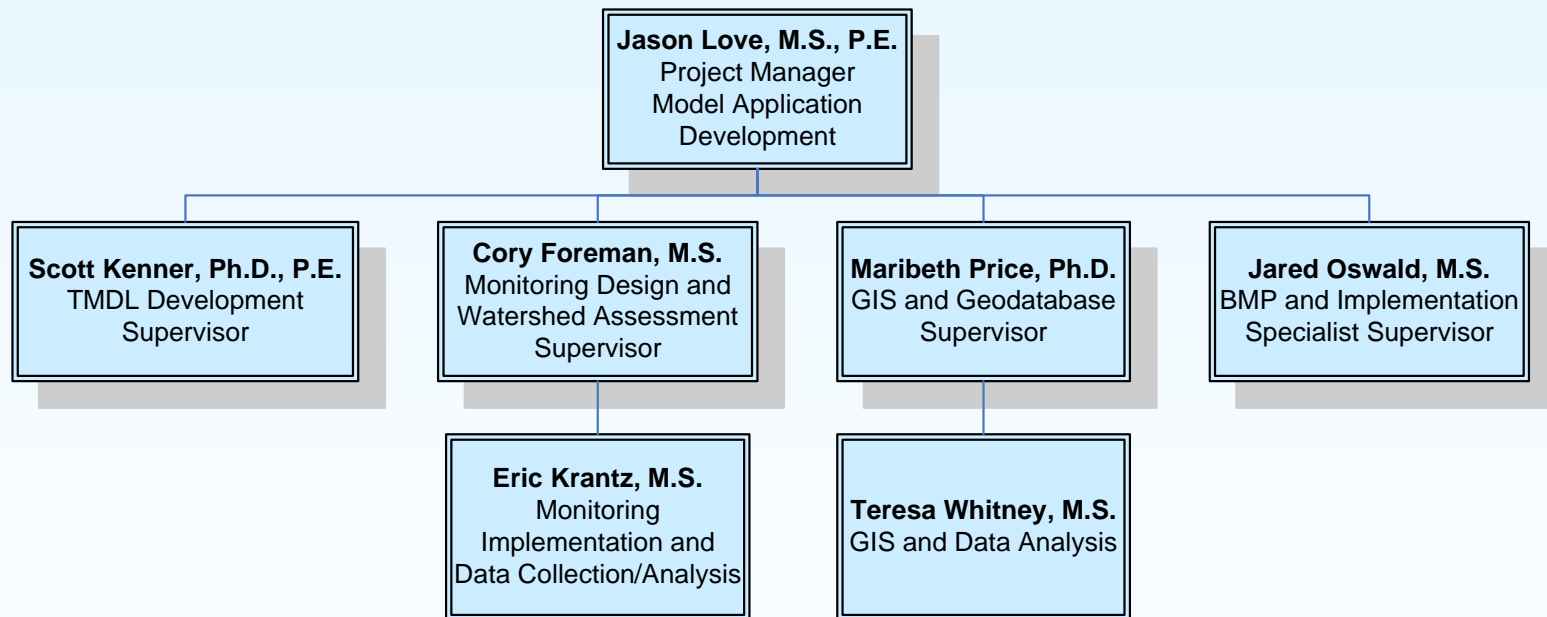 Jason Love, M.S., P.E.
Project Manager
Model Application
Development
Scott Kenner, Ph.D., P.E.
TMDL Development
Supervisor
Cory Foreman, M.S.
Monitoring Design and
Watershed Assessment
Supervisor
Maribeth Price, Ph.D.
GIS and Geodatabase
Supervisor
Jared Oswald, M.S.
BMP and Implementation
Specialist Supervisor
Eric Krantz, M.S.
Monitoring
Implementation and
Data Collection/Analysis
Teresa Whitney, M.S.
GIS and Data Analysis